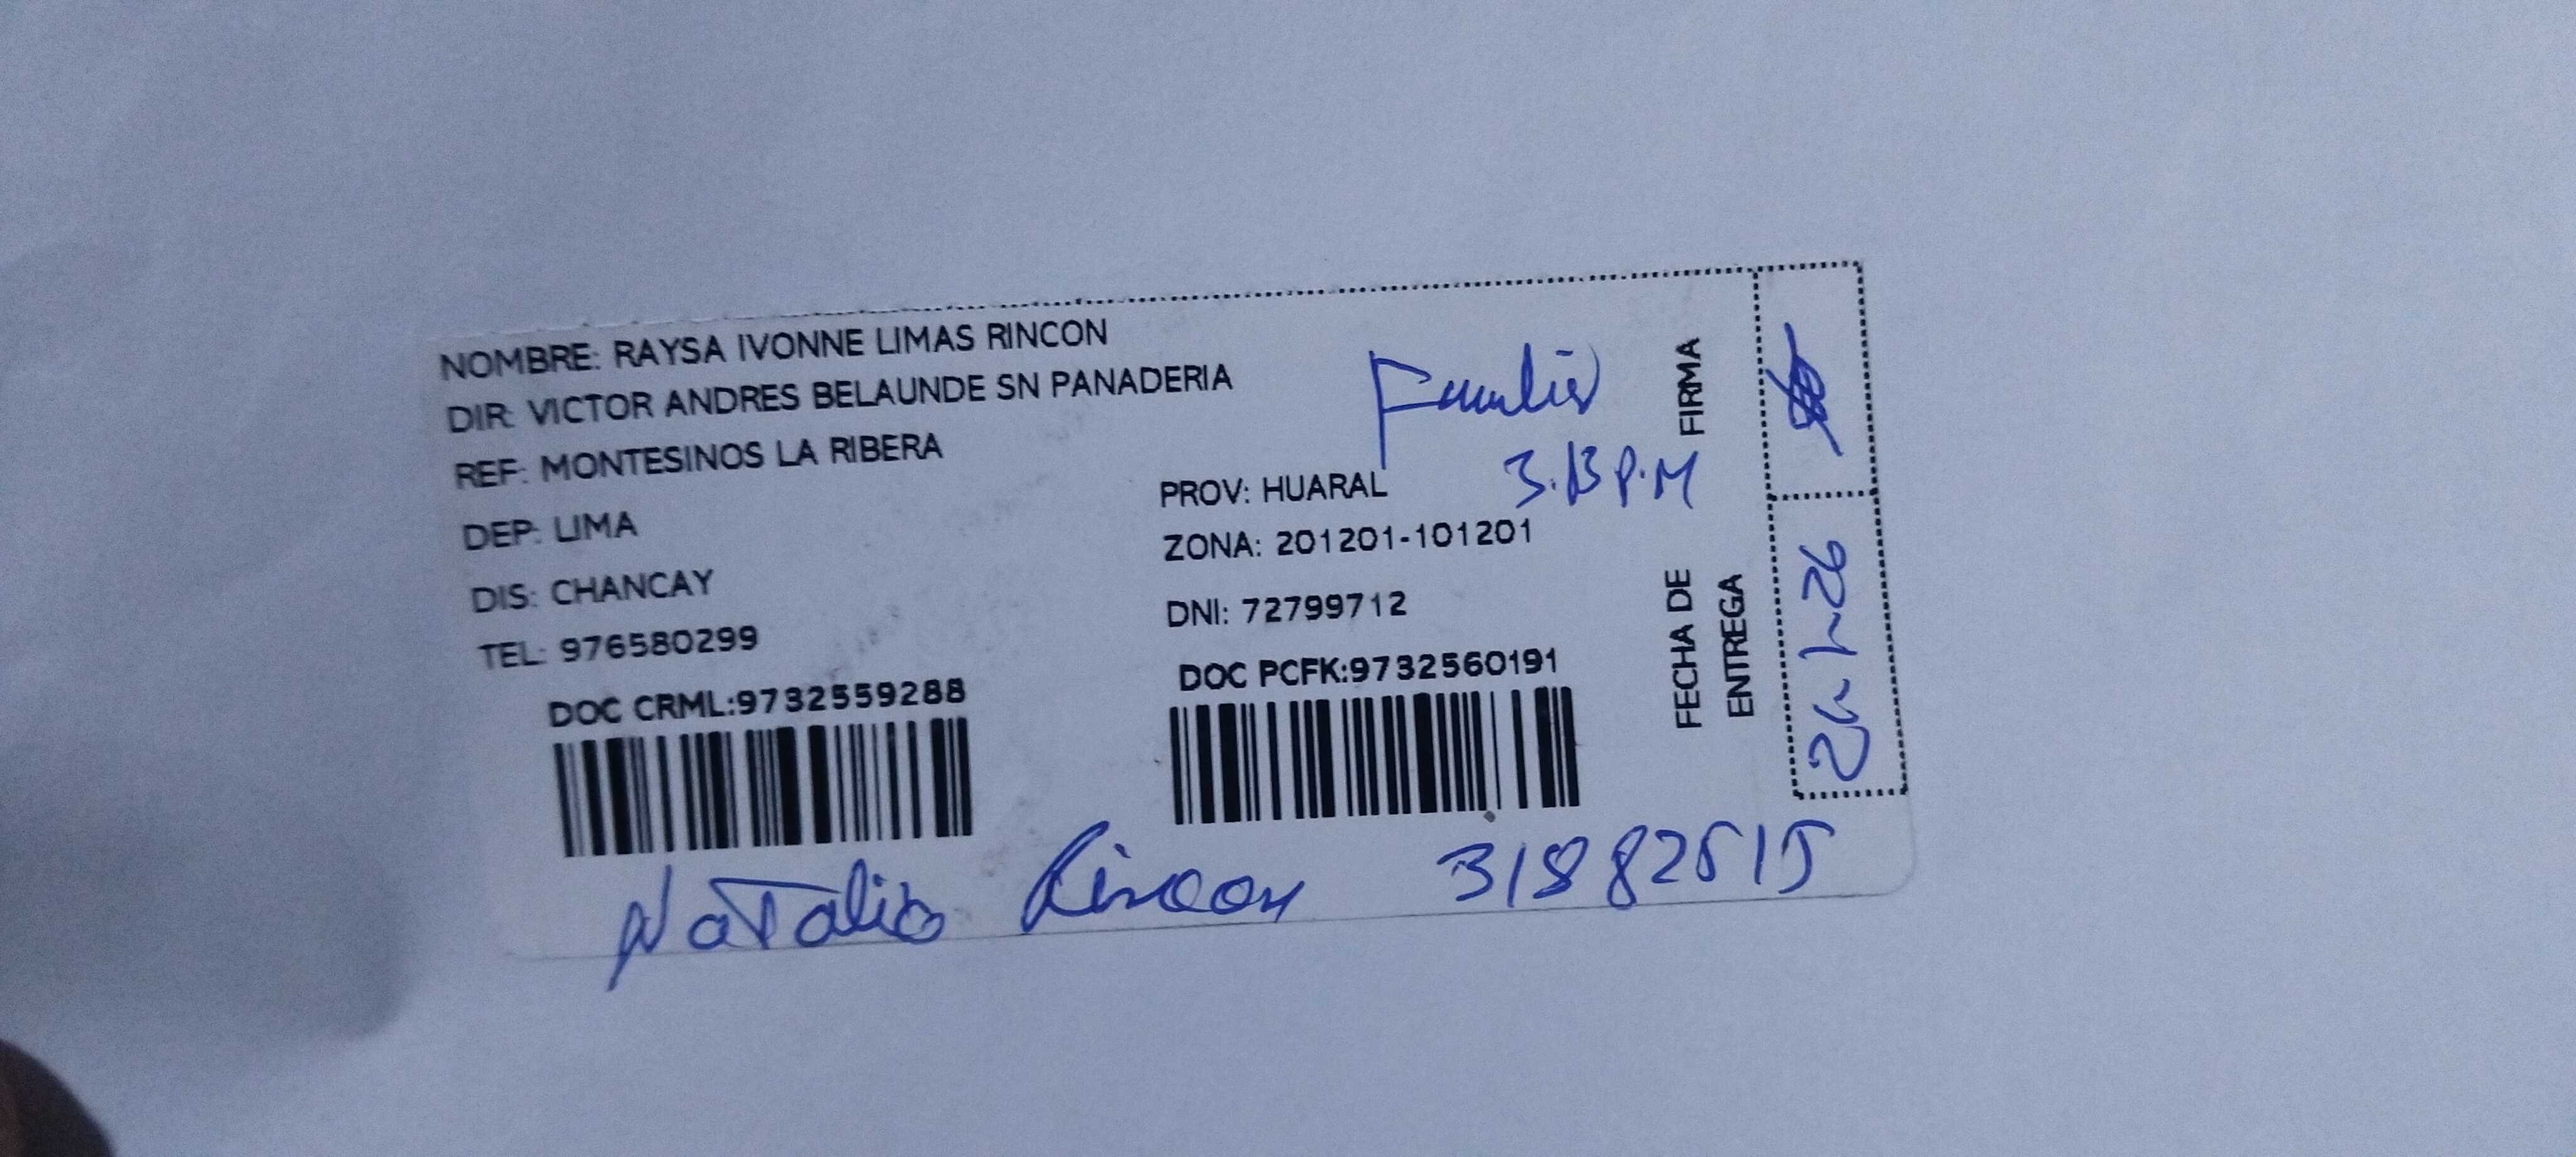 NOMBRE: RAYSA IVONNE LIMAS RINCON
DIR: VICTOR ANDRES BELAUNDE SN PANADERIA
REF: MONTESINOS LA RIBERA
DEP: LIMA
PROV: HUARAL
ZONA: 201201-101201
DIS: CHANCAY
DNI: 72799712
TEL: 976580299
DOC CRML:9732559288
DOC PCFK:9732560191
3.13 P.M
FIRMA
FECHA DE
ENTREGA
Natalia Rincon 31882515